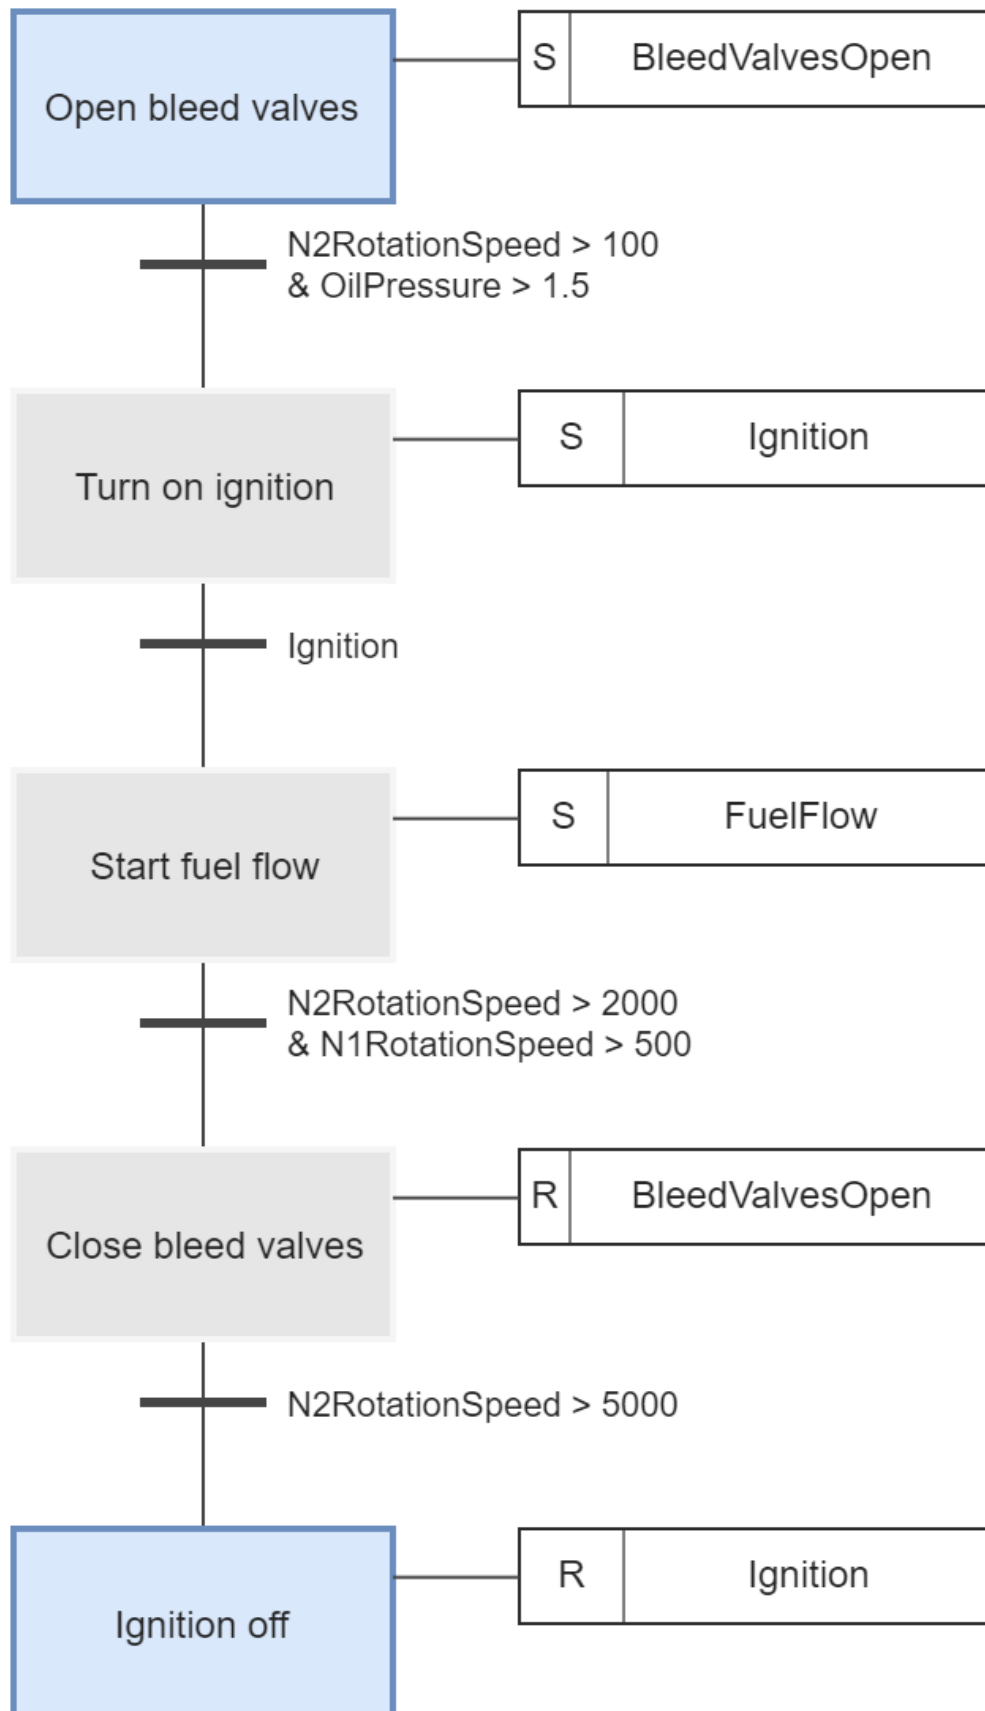 Open bleed valves
S
BleedValvesOpen
N2RotationSpeed > 100
& OilPressure > 1.5
Turn on ignition
S
Ignition
Ignition
Start fuel flow
S
FuelFlow
N2RotationSpeed > 2000
& N1RotationSpeed > 500
Close bleed valves
R
BleedValvesOpen
N2RotationSpeed > 5000
Ignition off
R
Ignition